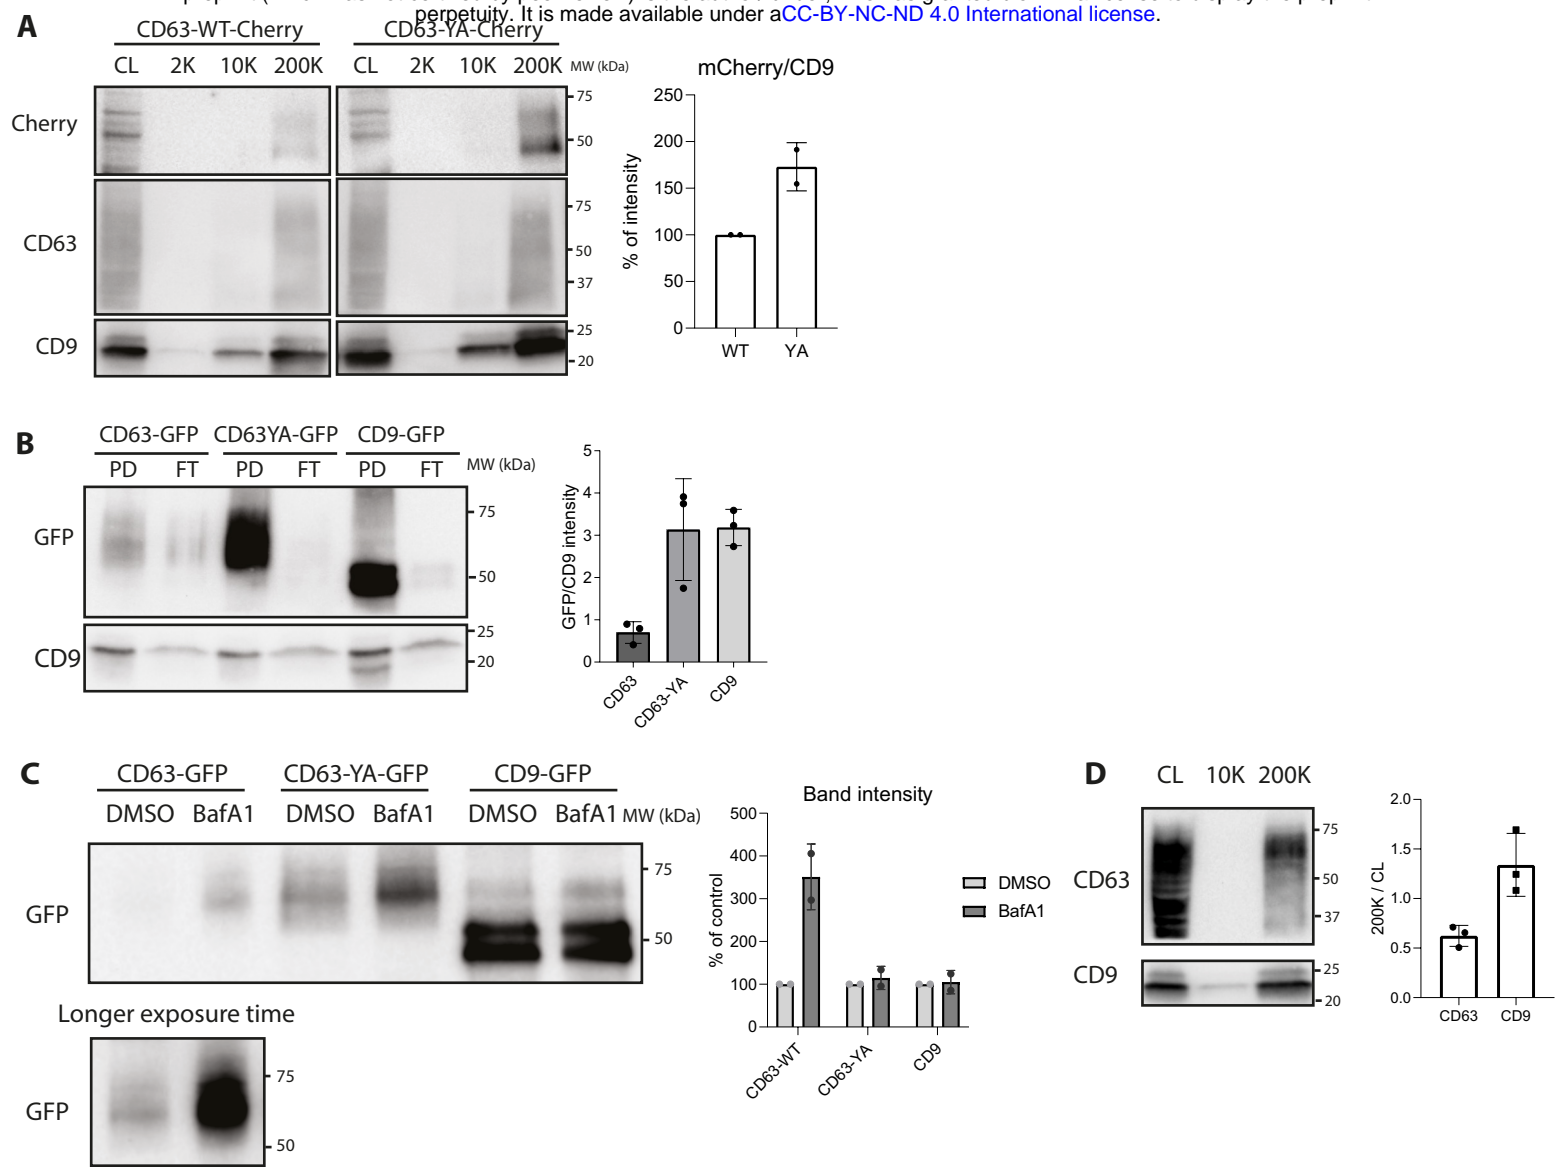 perpetuity. It is made available under aCC-BY-NC-ND 4.0 International license.
A
CD63-WT-Cherry CD63-YA-Cherry
CL 2K 10K 200K CL 2K 10K 200K MW (kDa)
Cherry
75
50
CD63
75
50
37
CD9
25
20
mCherry/CD9
% of intensity
250
200
150
100
50
0
WT YA
B
CD63-GFP CD63YA-GFP CD9-GFP
PD FT PD FT PD FT MW (kDa)
GFP
75
50
CD9
25
20
GFP/CD9 intensity
5
4
3
2
1
0
CD63 CD63-YA CD9
C
CD63-GFP CD63-YA-GFP CD9-GFP
DMSO BafA1 DMSO BafA1 DMSO BafA1 MW (kDa)
GFP
75
50
Longer exposure time
GFP
75
50
Band intensity
% of control
500
400
300
200
100
0
CD63-WT CD63-YA CD9
DMSO
BafA1
D
CL 10K 200K
CD63
75
50
37
CD9
25
20
200K / CL
2.0
1.5
1.0
0.5
0.0
CD63 CD9